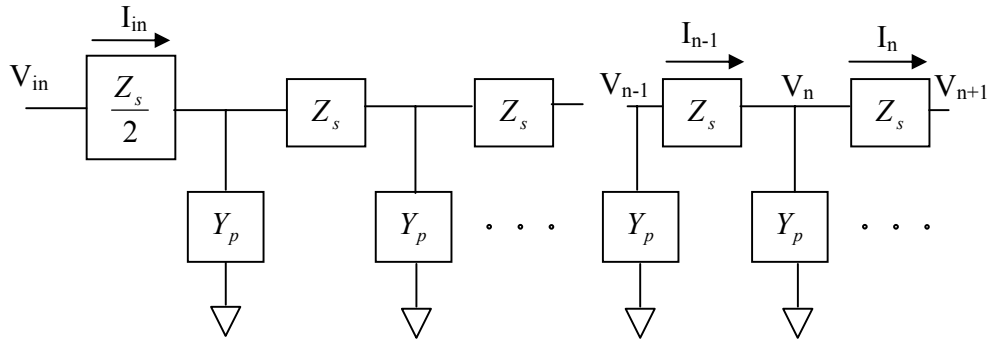 I_in
I_n-1
I_n
V_in
V_n-1
V_n
V_n+1
Z_s
2
Z_s
Z_s
Z_s
Z_s
Y_p
Y_p
Y_p
Y_p